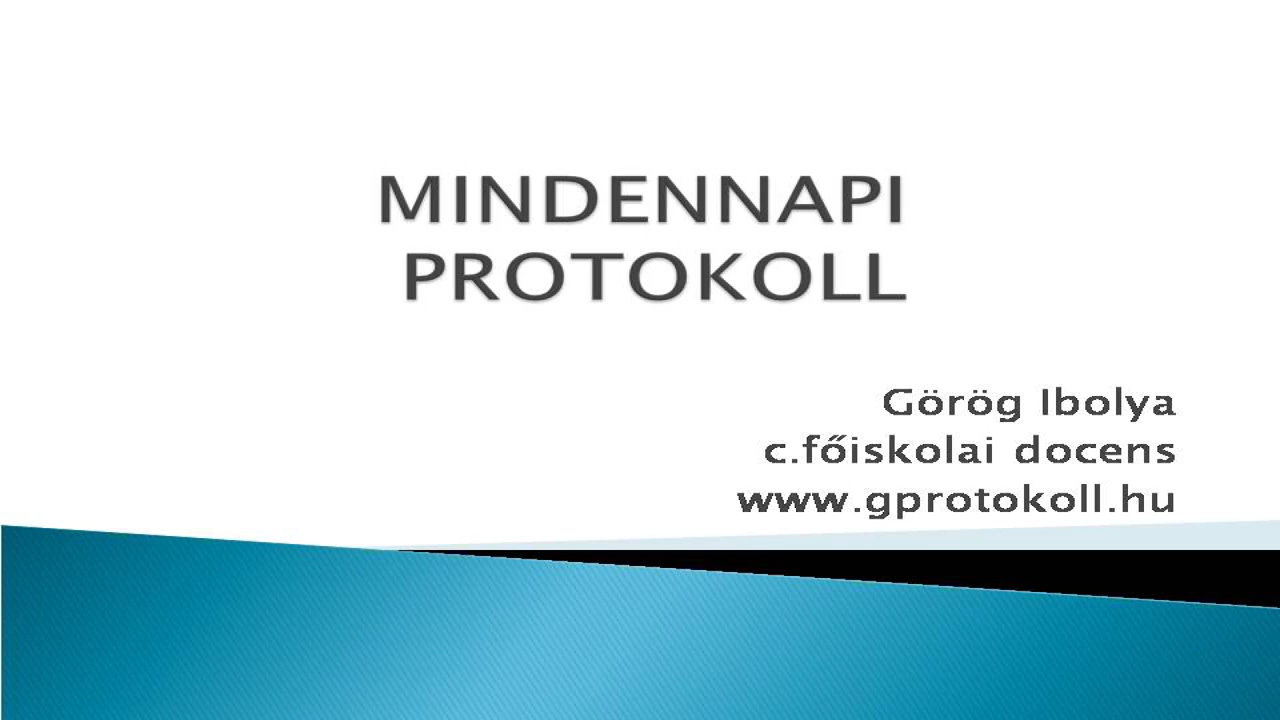 MINDENNAPI
PROTOKOLL
Görög Ibolya
c.főiskolai docens
www.gprotokoll.hu